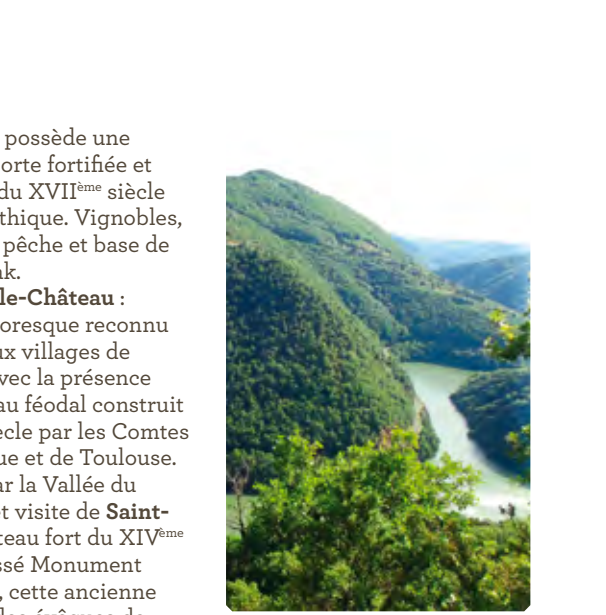 possède une
orte fortifiée et
du XVIIème siècle
thique. Vignobles,
pêche et base de
ak.
le-Château :
oresque reconnu
ux villages de
vec la présence
au féodal construit
ècle par les Comtes
ue et de Toulouse.
ar la Vallée du
t visite de Saint-
teau fort du XIVème
ssé Monument
, cette ancienne